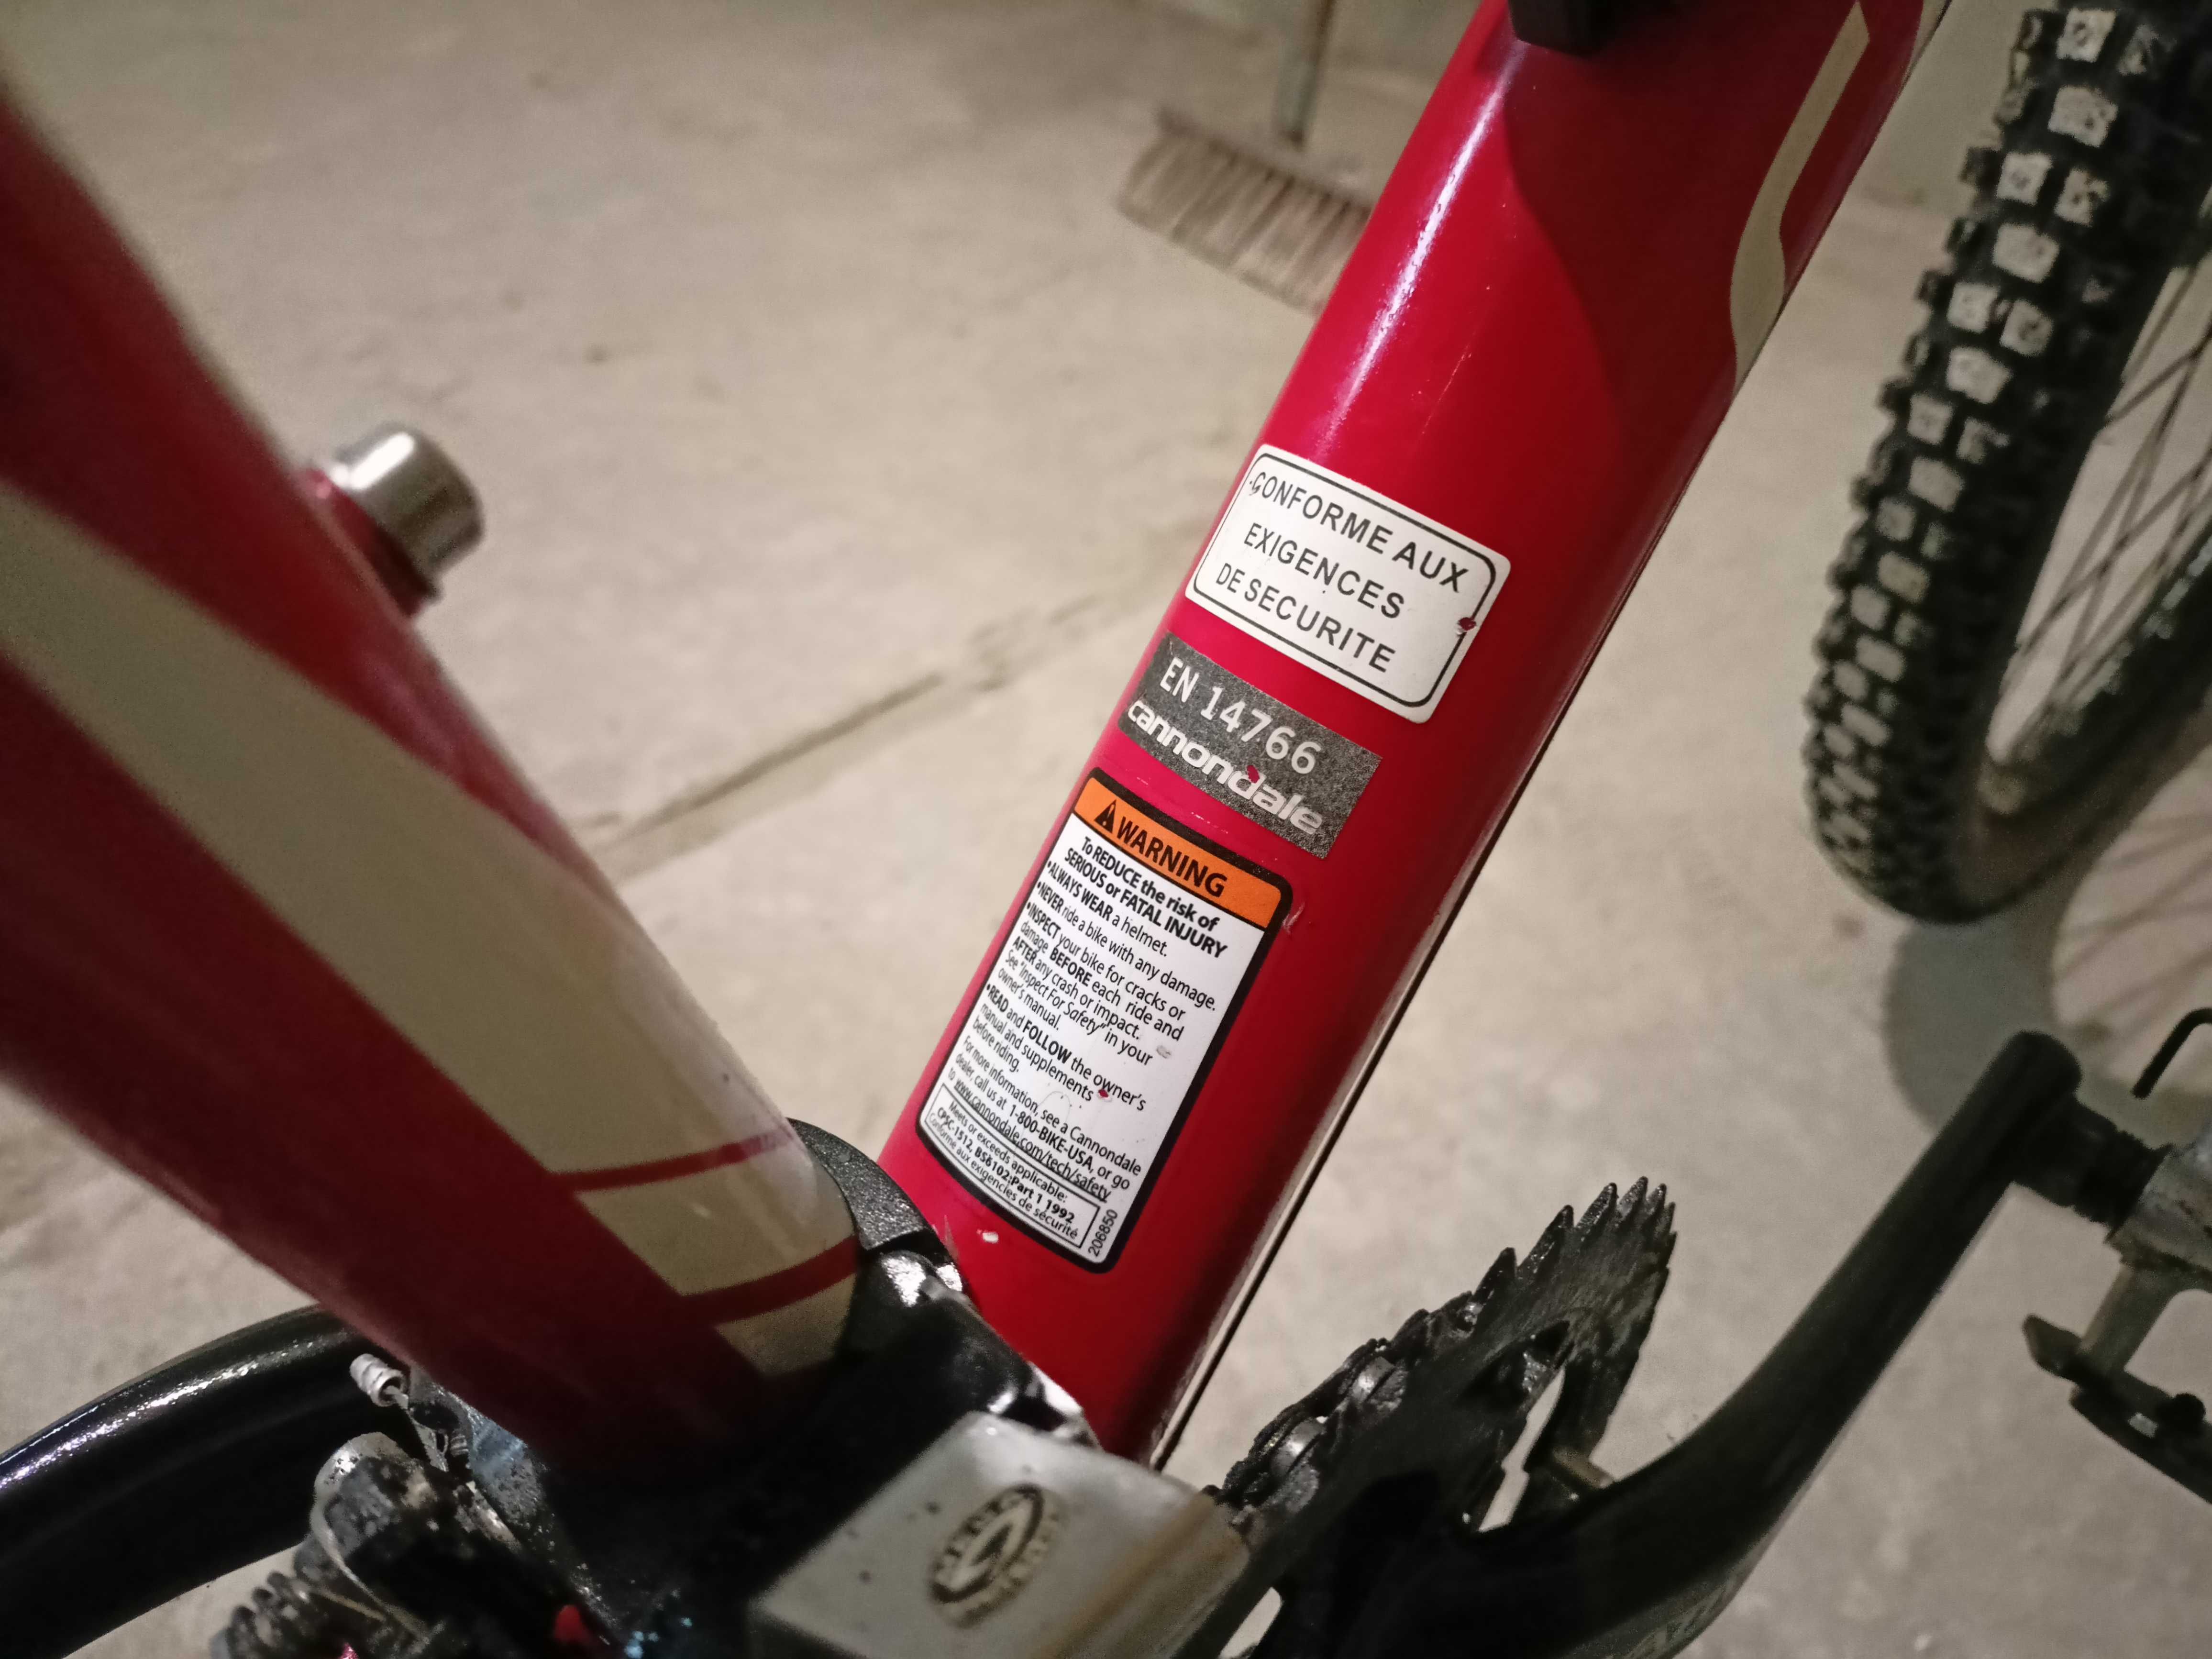 CONFORME AUX
EXIGENCES
DE SECURITE
EN 14766
cannondale
WARNING
To REDUCE the risk of
SERIOUS or FATAL INJURY
•ALWAYS WEAR a helmet.
•NEVER ride a bike with any damage.
•INSPECT your bike for cracks or
damage BEFORE each ride and
AFTER any crash or impact.
See "Inspect For Safety" in your
owner's manual.
•READ and FOLLOW the owner's
manual and supplements
before riding.
For more information, see a Cannondale
dealer, call us at 1-800-BIKE-USA, or go
to www.cannondale.com/tech/safety
Meets or exceeds applicable:
CPSC-1512, BS6102:Part 1 1992
Conforme aux exigencies de sécurité
206850